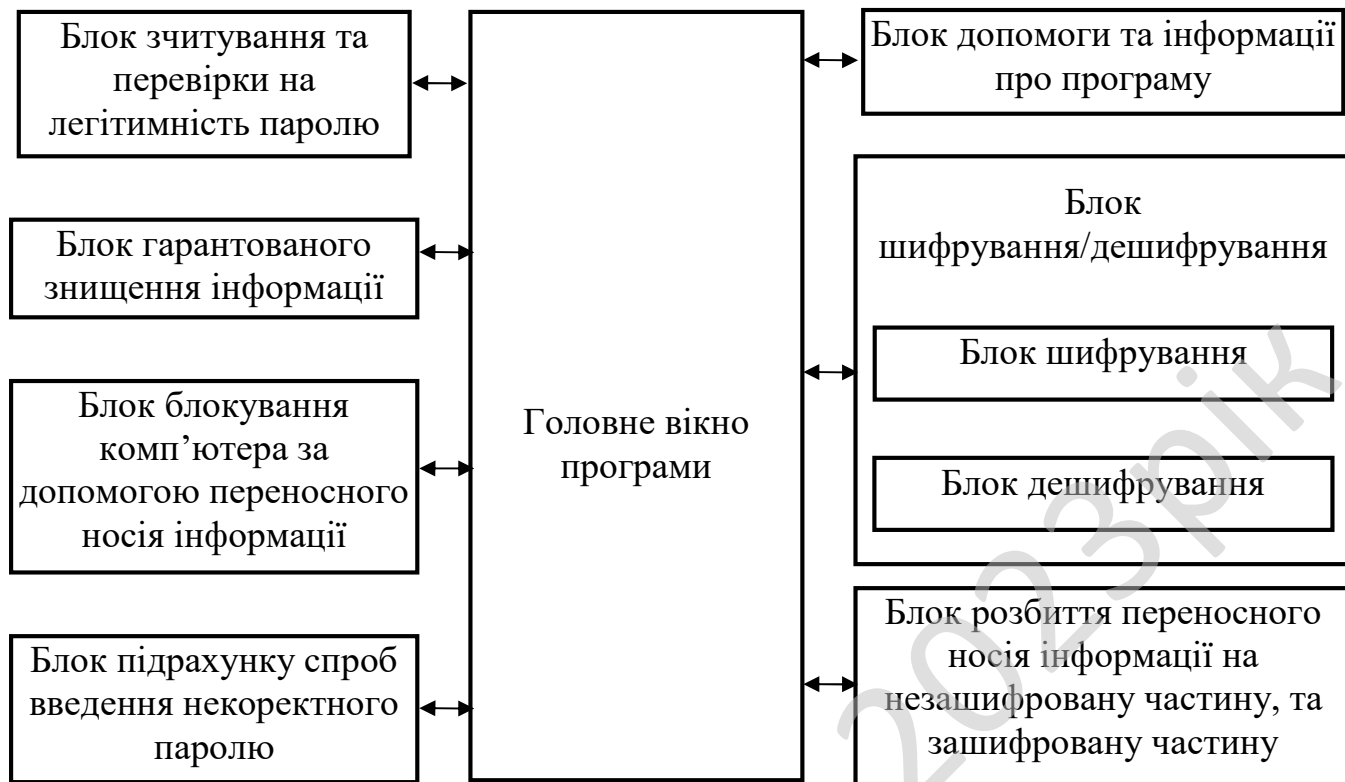 Блок зчитування та
перевірки на
легітимність паролю
Блок гарантованого
знищення інформації
Блок блокування
комп’ютера за
допомогою переносного
носія інформації
Блок підрахунку спроб
введення некоректного
паролю
Головне вікно
програми
Блок допомоги та інформації
про програму
Блок
шифрування/дешифрування
Блок шифрування
Блок дешифрування
Блок розбиття переносного
носія інформації на
незашифровану частину, та
зашифровану частину
2023рік